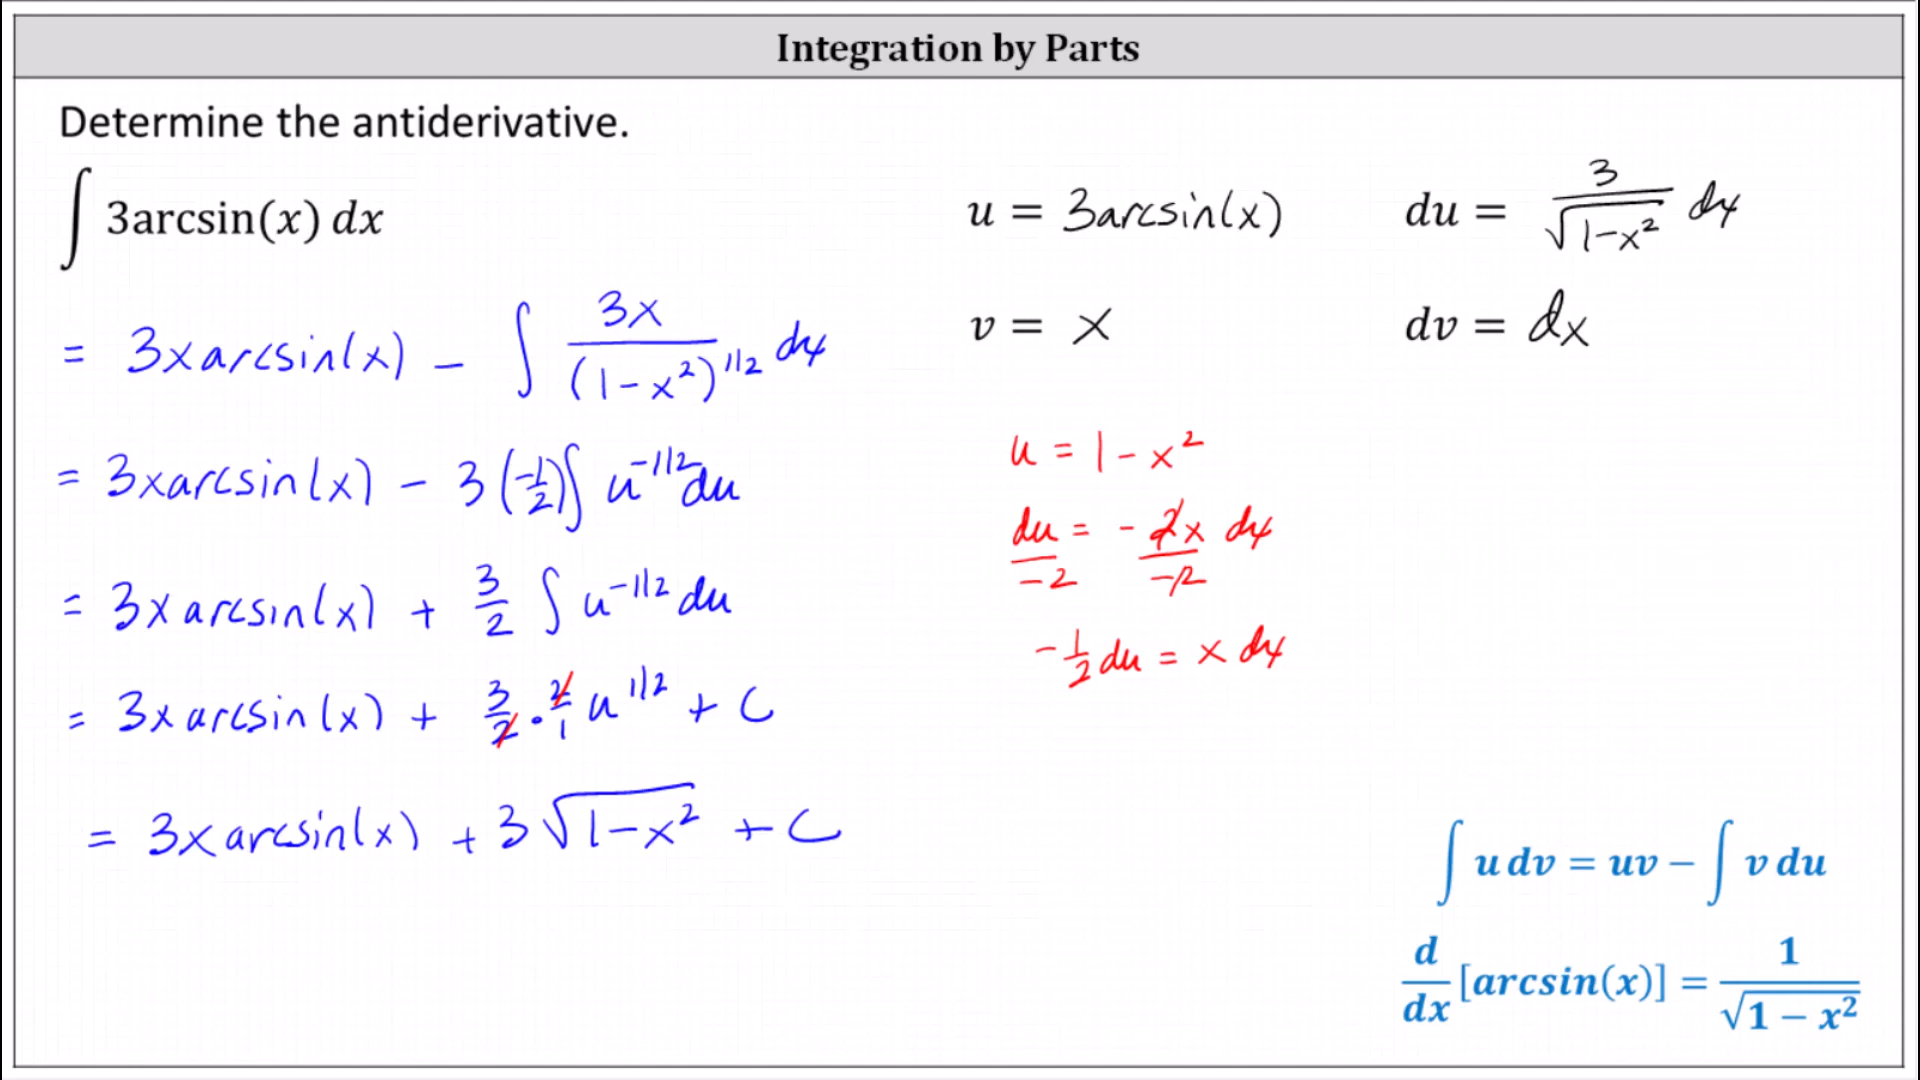 Integration by Parts
Determine the antiderivative.
∫ 3arcsin(x) dx
u = 3arcsin(x)
du = 3/√(1-x²) dx
v = x
dv = dx
= 3x arcsin(x) - ∫ 3x/(1-x²)^(1/2) dx
= 3x arcsin(x) - 3(-1/2)∫ u^(-1/2) du
= 3x arcsin(x) + 3/2 ∫ u^(-1/2) du
= 3x arcsin(x) + 3/2 · 2/1 u^(1/2) + C
= 3x arcsin(x) + 3√(1-x²) + C
u = 1 - x²
du/-2 = -2x/-2 dx
-1/2 du = x dx
∫ u dv = uv − ∫ v du
d/dx [arcsin(x)] = 1/√(1 − x²)